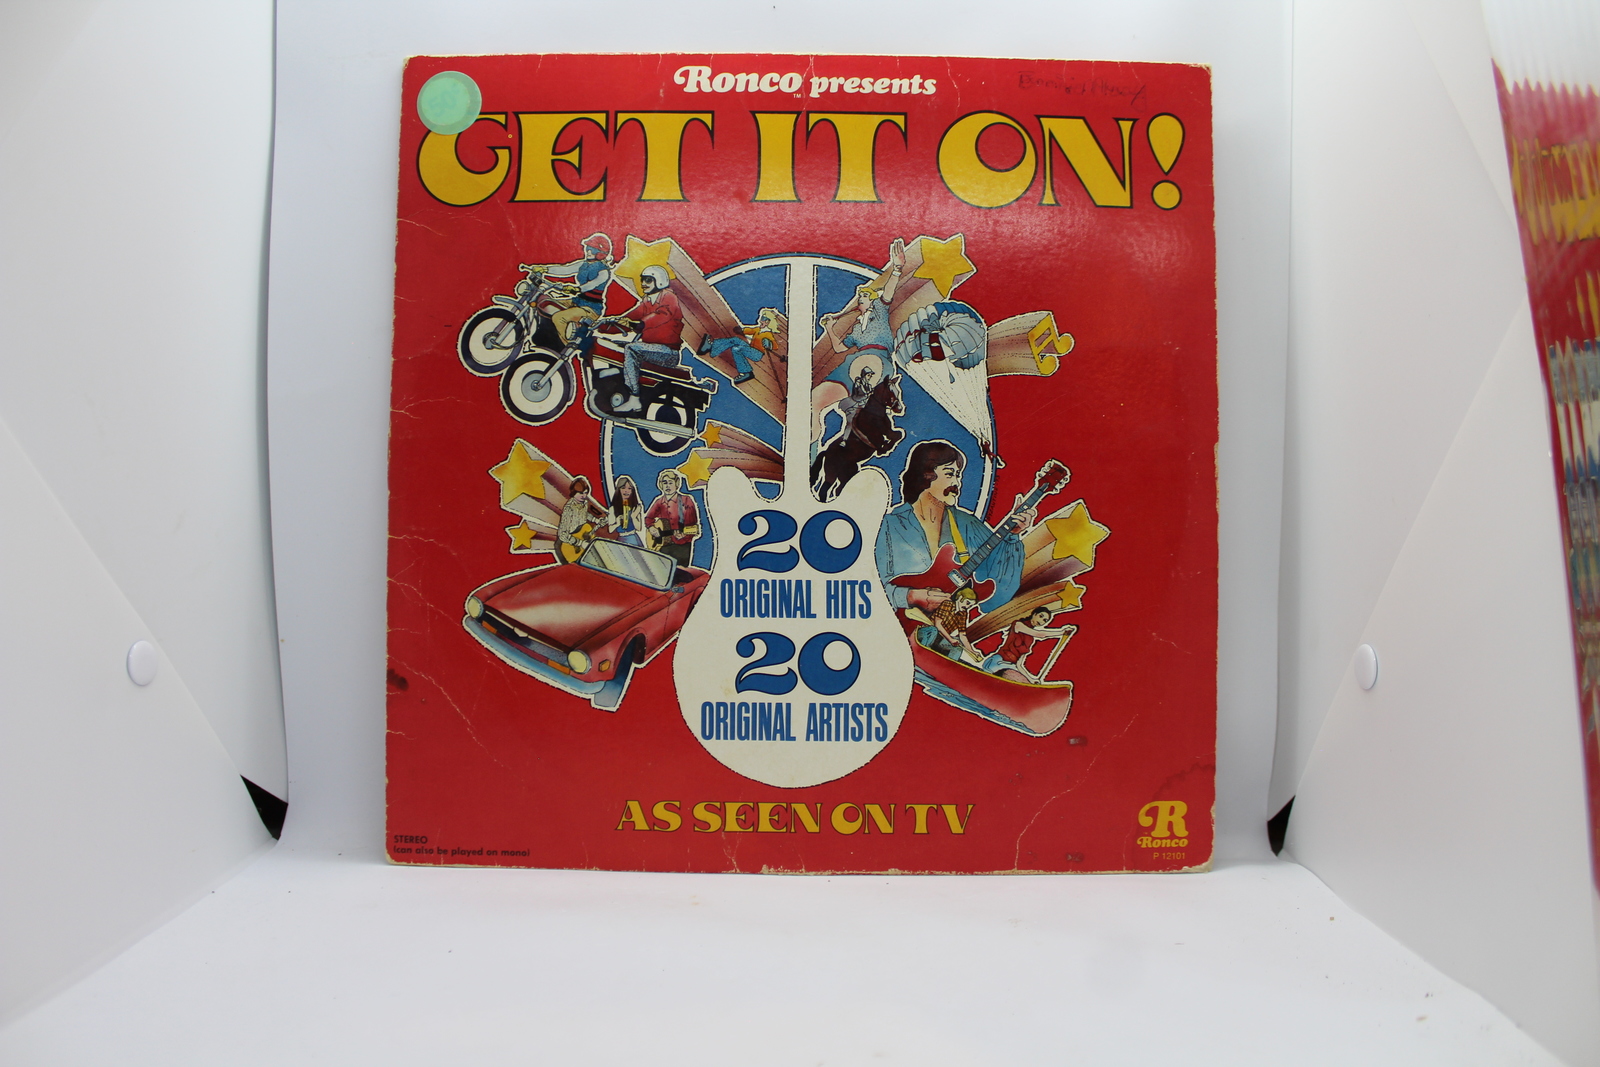 Ronco™ presents
GET IT ON!
20
ORIGINAL HITS
20
ORIGINAL ARTISTS
AS SEEN ON TV
STEREO
(can also be played on mono)
R
Ronco
P 12101